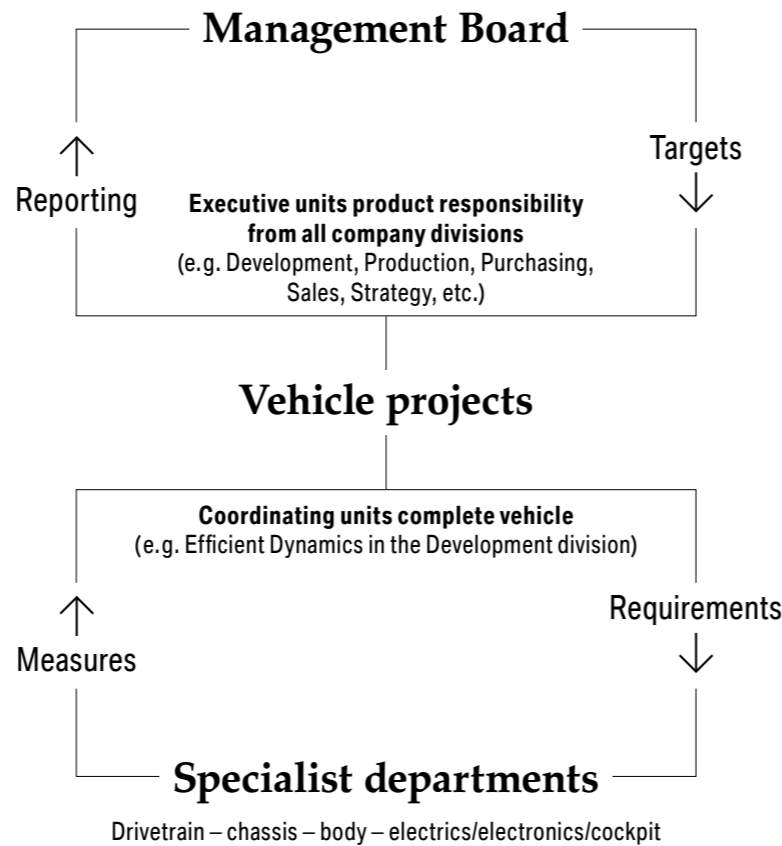 Management Board
Targets
Reporting
Executive units product responsibility
from all company divisions
(e.g. Development, Production, Purchasing,
Sales, Strategy, etc.)
Vehicle projects
Coordinating units complete vehicle
(e.g. Efficient Dynamics in the Development division)
Requirements
Measures
Specialist departments
Drivetrain – chassis – body – electrics/electronics/cockpit